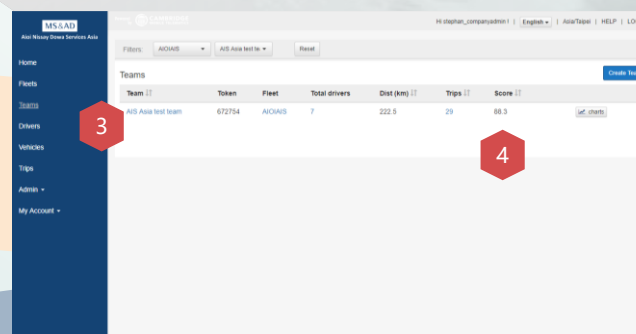 MS&AD
Aioi Nissay Dowa Services Asia
CAMBRIDGE
Hi stephan_companyadmin1 | English | Asia/Taipei | HELP | LO
Filters: AIOIAIS AIS Asia test te. Reset
Home
Fleets
Teams
Drivers
Vehicles
Trips
Admin
My Account
Teams
Create Tea
Team Token Fleet Total drivers Dist (km) Trips Score
AIS Asia test team 672754 AIOIAIS 7 222.5 29 88.3 charts
3
4